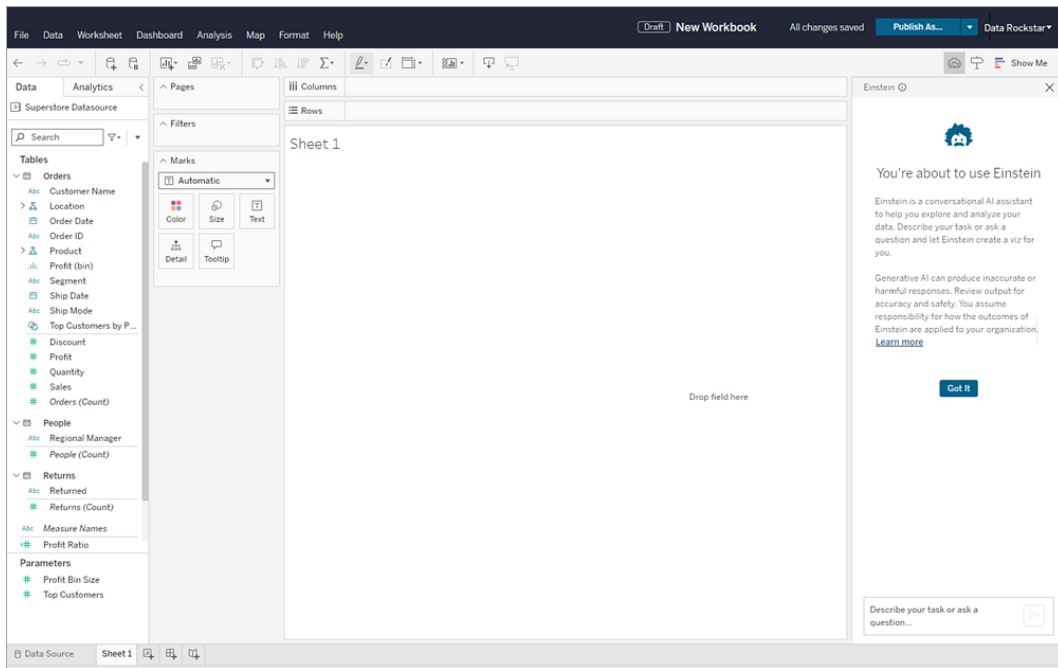 File Data Worksheet Dashboard Analysis Map Format Help
Draft New Workbook
All changes saved
Publish As...
Data Rockstar
Show Me
Data Analytics
Superstore Datasource
Search
Tables
Orders
Abc Customer Name
Location
Order Date
Abc Order ID
Product
Profit (bin)
Abc Segment
Ship Date
Abc Ship Mode
Top Customers by P...
# Discount
# Profit
# Quantity
# Sales
# Orders (Count)
People
Abc Regional Manager
# People (Count)
Returns
Abc Returned
# Returns (Count)
Abc Measure Names
=# Profit Ratio
Parameters
# Profit Bin Size
# Top Customers
Pages
Filters
Marks
Automatic
Color Size Text
Detail Tooltip
Columns
Rows
Sheet 1
Drop field here
Einstein
You're about to use Einstein
Einstein is a conversational AI assistant
to help you explore and analyze your
data. Describe your task or ask a
question and let Einstein create a viz for
you.
Generative AI can produce inaccurate or
harmful responses. Review output for
accuracy and safety. You assume
responsibility for how the outcomes of
Einstein are applied to your organization.
Learn more
Got It
Describe your task or ask a
question...
Data Source Sheet 1